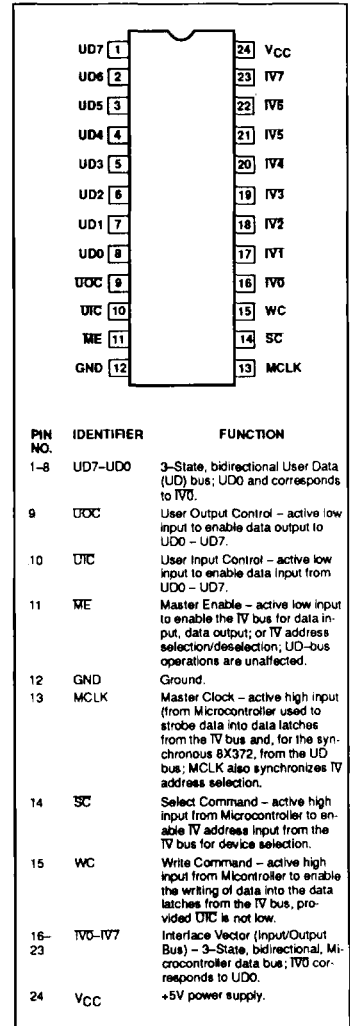 UD7 1 24 VCC
UD6 2 23 IV7
UD5 3 22 IV6
UD4 4 21 IV5
UD3 5 20 IV4
UD2 6 19 IV3
UD1 7 18 IV2
UD0 8 17 IV1
UOC 9 16 IV0
UIC 10 15 WC
ME 11 14 SC
GND 12 13 MCLK
PIN NO. IDENTIFIER FUNCTION
1–8 UD7–UD0 3–State, bidirectional User Data
(UD) bus; UD0 and corresponds
to IV0.
9 UOC User Output Control – active low
input to enable data output to
UD0 – UD7.
10 UIC User Input Control – active low
input to enable data input from
UD0 – UD7.
11 ME Master Enable – active low input
to enable the IV bus for data in-
put, data output; or IV address
selection/deselection; UD–bus
operations are unaffected.
12 GND Ground.
13 MCLK Master Clock – active high input
(from Microcontroller used to
strobe data into data latches
from the IV bus and, for the syn-
chronous 8X372, from the UD
bus; MCLK also synchronizes IV
address selection.
14 SC Select Command – active high
input from Microcontroller to en-
able IV address input from the
IV bus for device selection.
15 WC Write Command – active high
input from Micontroller to enable
the writing of data into the data
latches from the IV bus, pro-
vided UIC is not low.
16–23 IV0–IV7 Interface Vector (Input/Output
Bus) – 3–State, bidirectional, Mi-
crocontroller data bus; IV0 cor-
responds to UD0.
24 VCC +5V power supply.